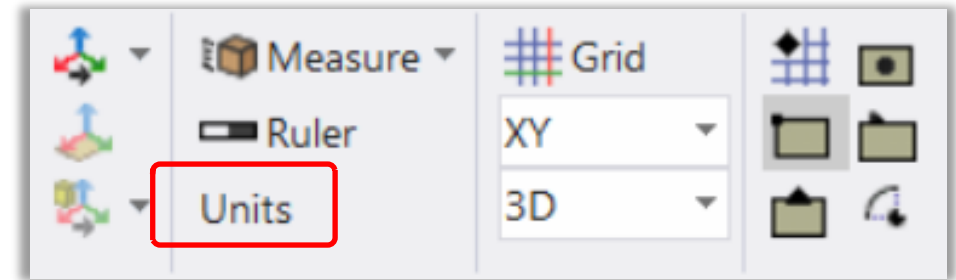 Measure
Grid
Ruler
XY
Units
3D